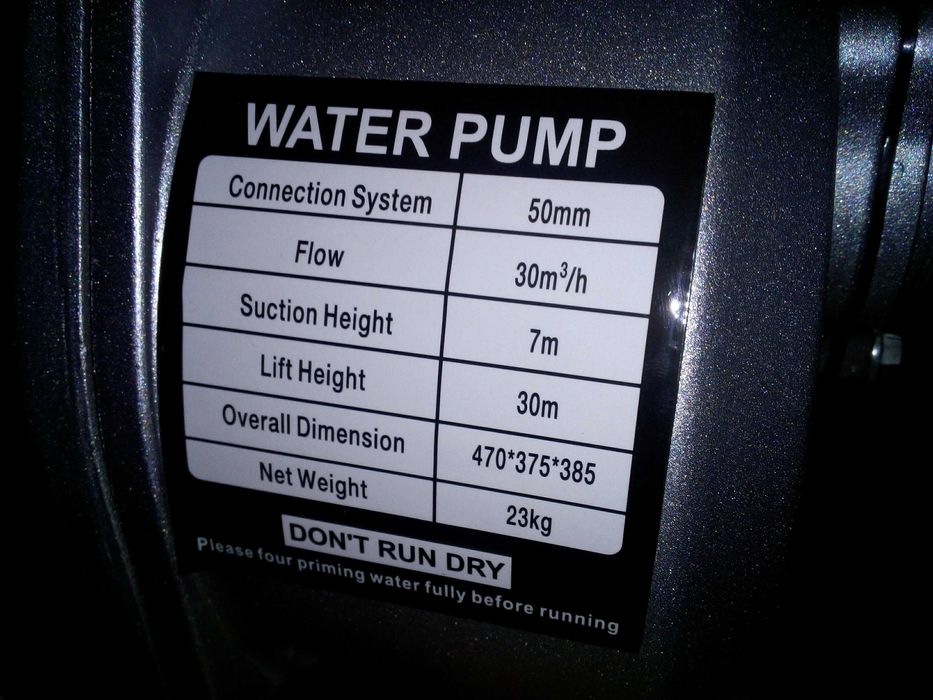 WATER PUMP
Connection System 50mm
Flow 30m³/h
Suction Height 7m
Lift Height 30m
Overall Dimension 470*375*385
Net Weight 23kg
DON'T RUN DRY
Please four priming water fully before running